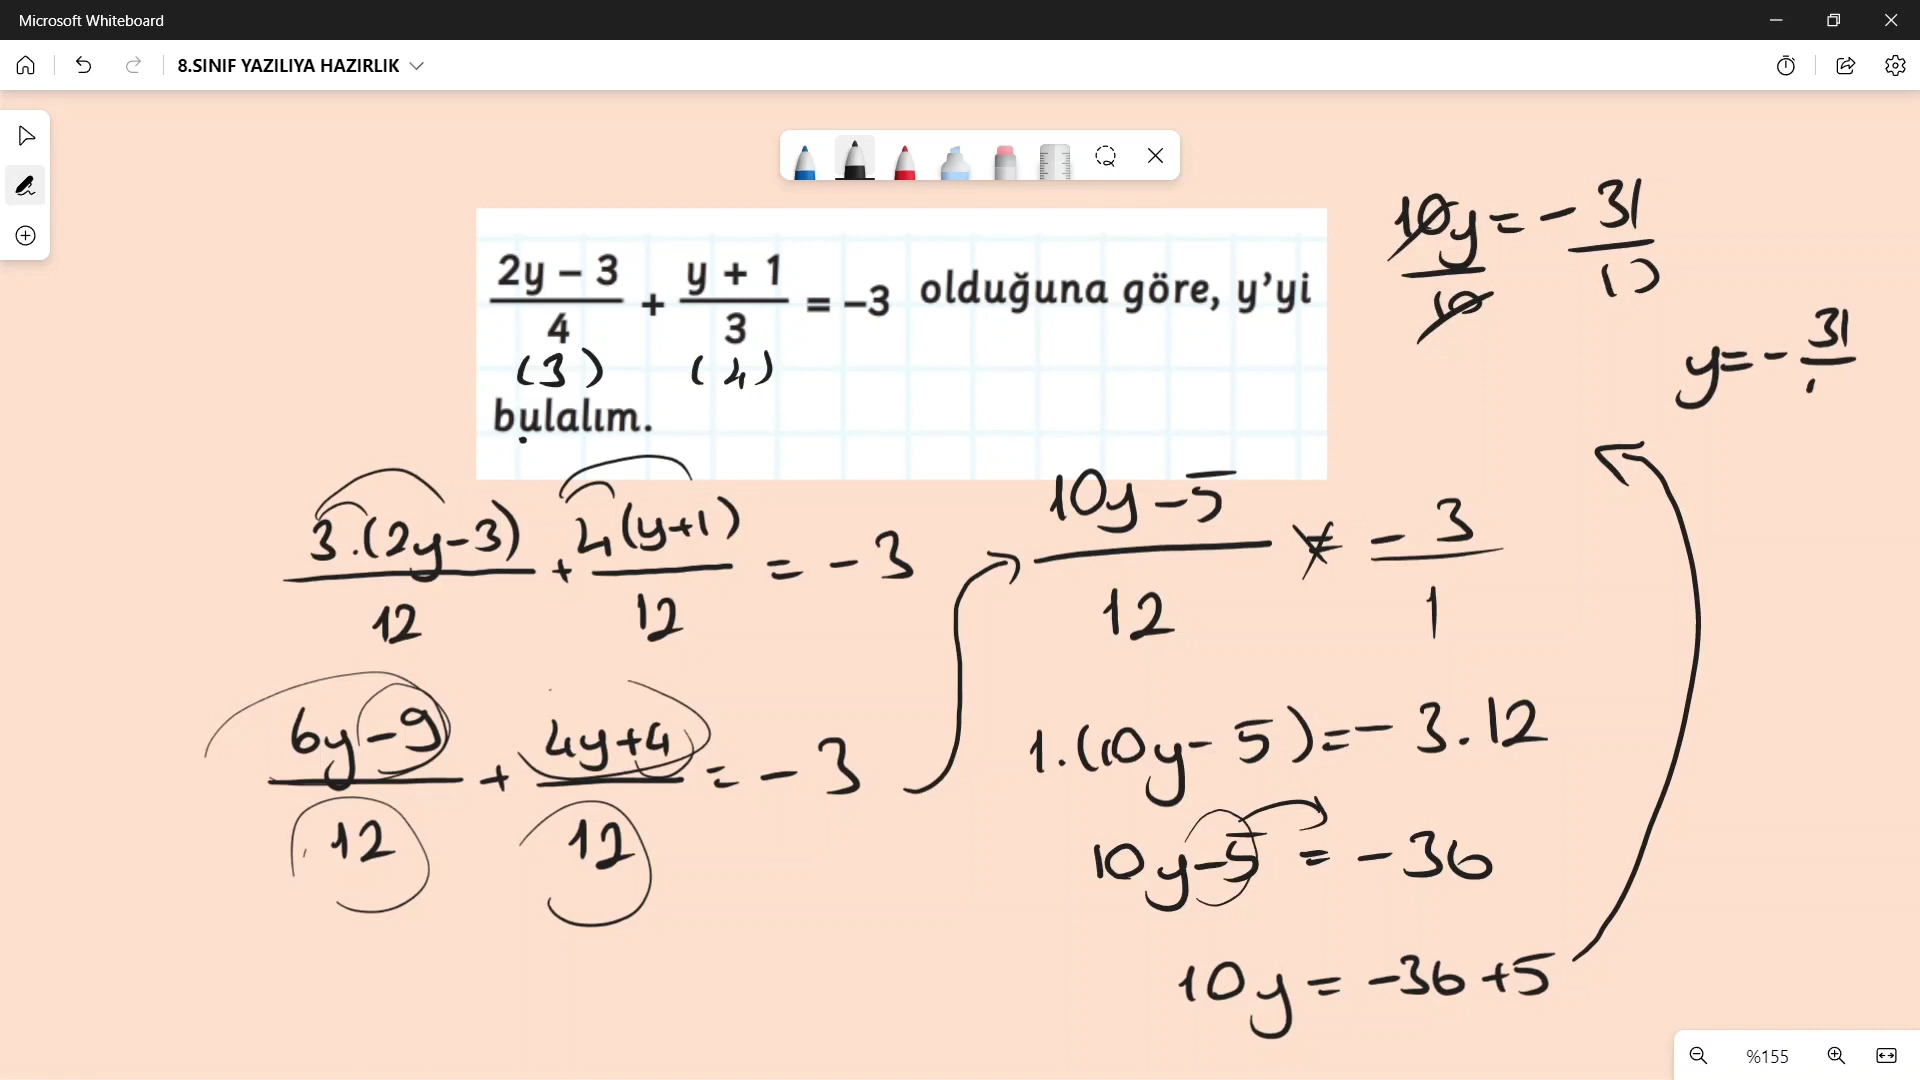 Microsoft Whiteboard
8.SINIF YAZILIYA HAZIRLIK
2y – 3 / 4 + y + 1 / 3 = –3 olduğuna göre, y'yi
(3) (4)
bulalım.
3.(2y-3) / 12 + 4(y+1) / 12 = -3
6y-9 / 12 + 4y+4 / 12 = -3
10y-5 / 12 = -3 / 1
1.(10y-5)=-3.12
10y-5 = -36
10y = -36+5
10y / 10 = - 31 / 10
y = - 31
%155